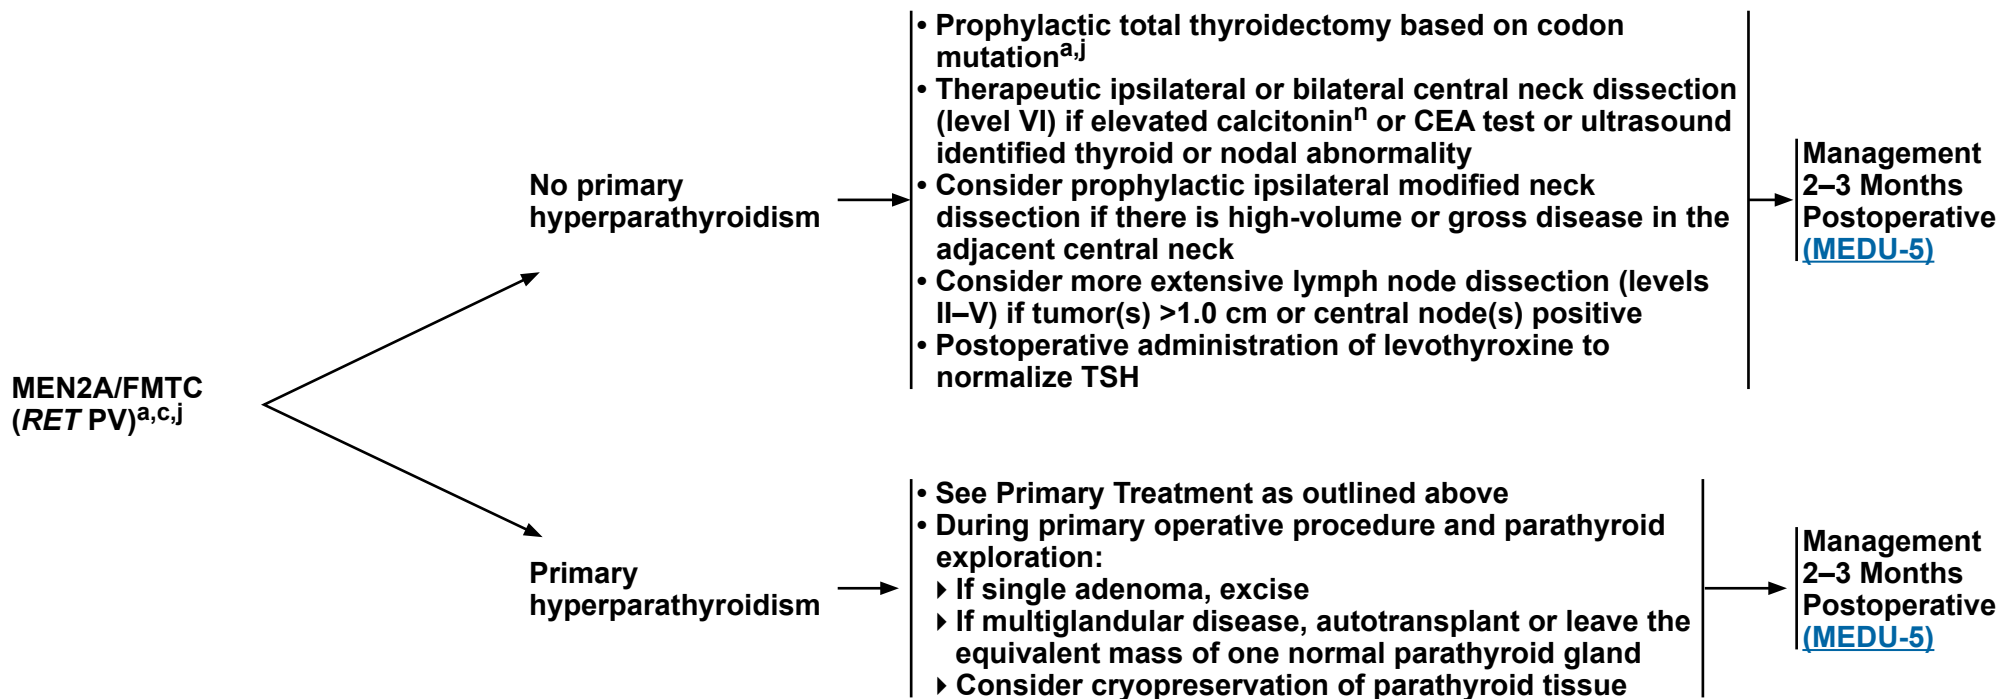 MEN2A/FMTC
(RET PV)a,c,j
No primary
hyperparathyroidism
• Prophylactic total thyroidectomy based on codon
mutationa,j
• Therapeutic ipsilateral or bilateral central neck dissection
(level VI) if elevated calcitoninn or CEA test or ultrasound
identified thyroid or nodal abnormality
• Consider prophylactic ipsilateral modified neck
dissection if there is high-volume or gross disease in the
adjacent central neck
• Consider more extensive lymph node dissection (levels
II–V) if tumor(s) >1.0 cm or central node(s) positive
• Postoperative administration of levothyroxine to
normalize TSH
Management
2–3 Months
Postoperative
(MEDU-5)
Primary
hyperparathyroidism
• See Primary Treatment as outlined above
• During primary operative procedure and parathyroid
exploration:
▸ If single adenoma, excise
▸ If multiglandular disease, autotransplant or leave the
equivalent mass of one normal parathyroid gland
▸ Consider cryopreservation of parathyroid tissue
Management
2–3 Months
Postoperative
(MEDU-5)